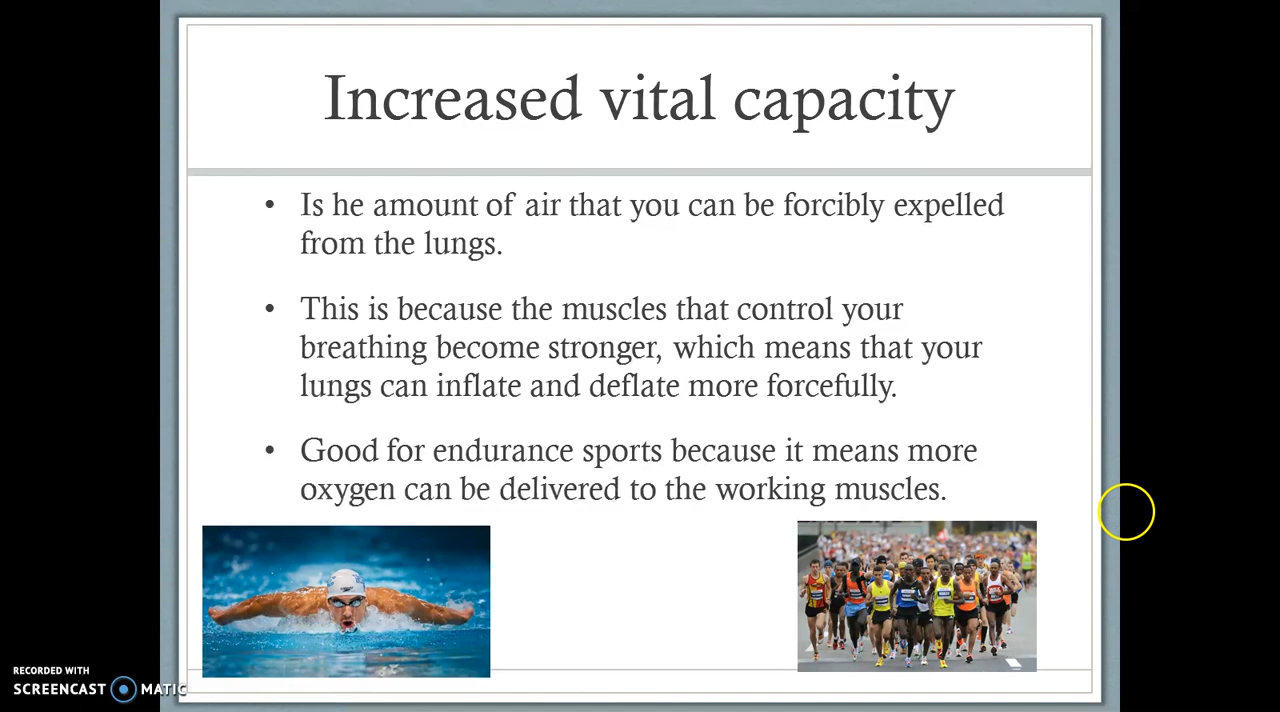 Increased vital capacity
• Is he amount of air that you can be forcibly expelled
from the lungs.
• This is because the muscles that control your
breathing become stronger, which means that your
lungs can inflate and deflate more forcefully.
• Good for endurance sports because it means more
oxygen can be delivered to the working muscles.
RECORDED WITH
SCREENCAST MATIC